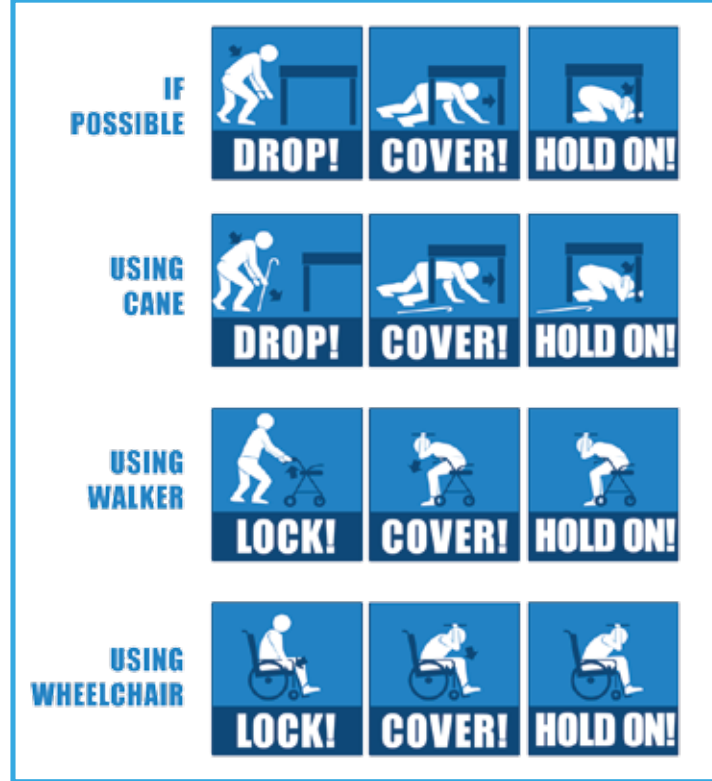 IF
POSSIBLE
DROP!
COVER!
HOLD ON!
USING
CANE
DROP!
COVER!
HOLD ON!
USING
WALKER
LOCK!
COVER!
HOLD ON!
USING
WHEELCHAIR
LOCK!
COVER!
HOLD ON!